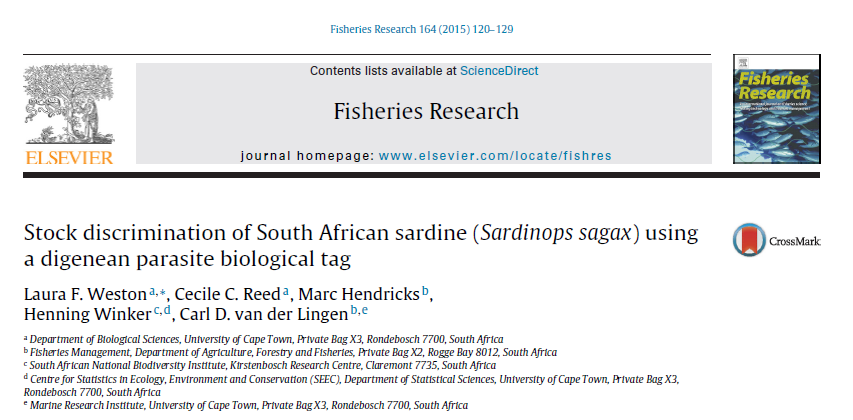 Fisheries Research 164 (2015) 120–129
Contents lists available at ScienceDirect
Fisheries Research
journal homepage: www.elsevier.com/locate/fishres
ELSEVIER
Fisheries
Research
Stock discrimination of South African sardine (Sardinops sagax) using
a digenean parasite biological tag
CrossMark
Laura F. Weston a,*, Cecile C. Reed a, Marc Hendricks b,
Henning Winker c,d, Carl D. van der Lingen b,e
a Department of Biological Sciences, University of Cape Town, Private Bag X3, Rondebosch 7700, South Africa
b Fisheries Management, Department of Agriculture, Forestry and Fisheries, Private Bag X2, Rogge Bay 8012, South Africa
c South African National Biodiversity Institute, Kirstenbosch Research Centre, Claremont 7735, South Africa
d Centre for Statistics in Ecology, Environment and Conservation (SEEC), Department of Statistical Sciences, University of Cape Town, Private Bag X3,
Rondebosch 7700, South Africa
e Marine Research Institute, University of Cape Town, Private Bag X3, Rondebosch 7700, South Africa